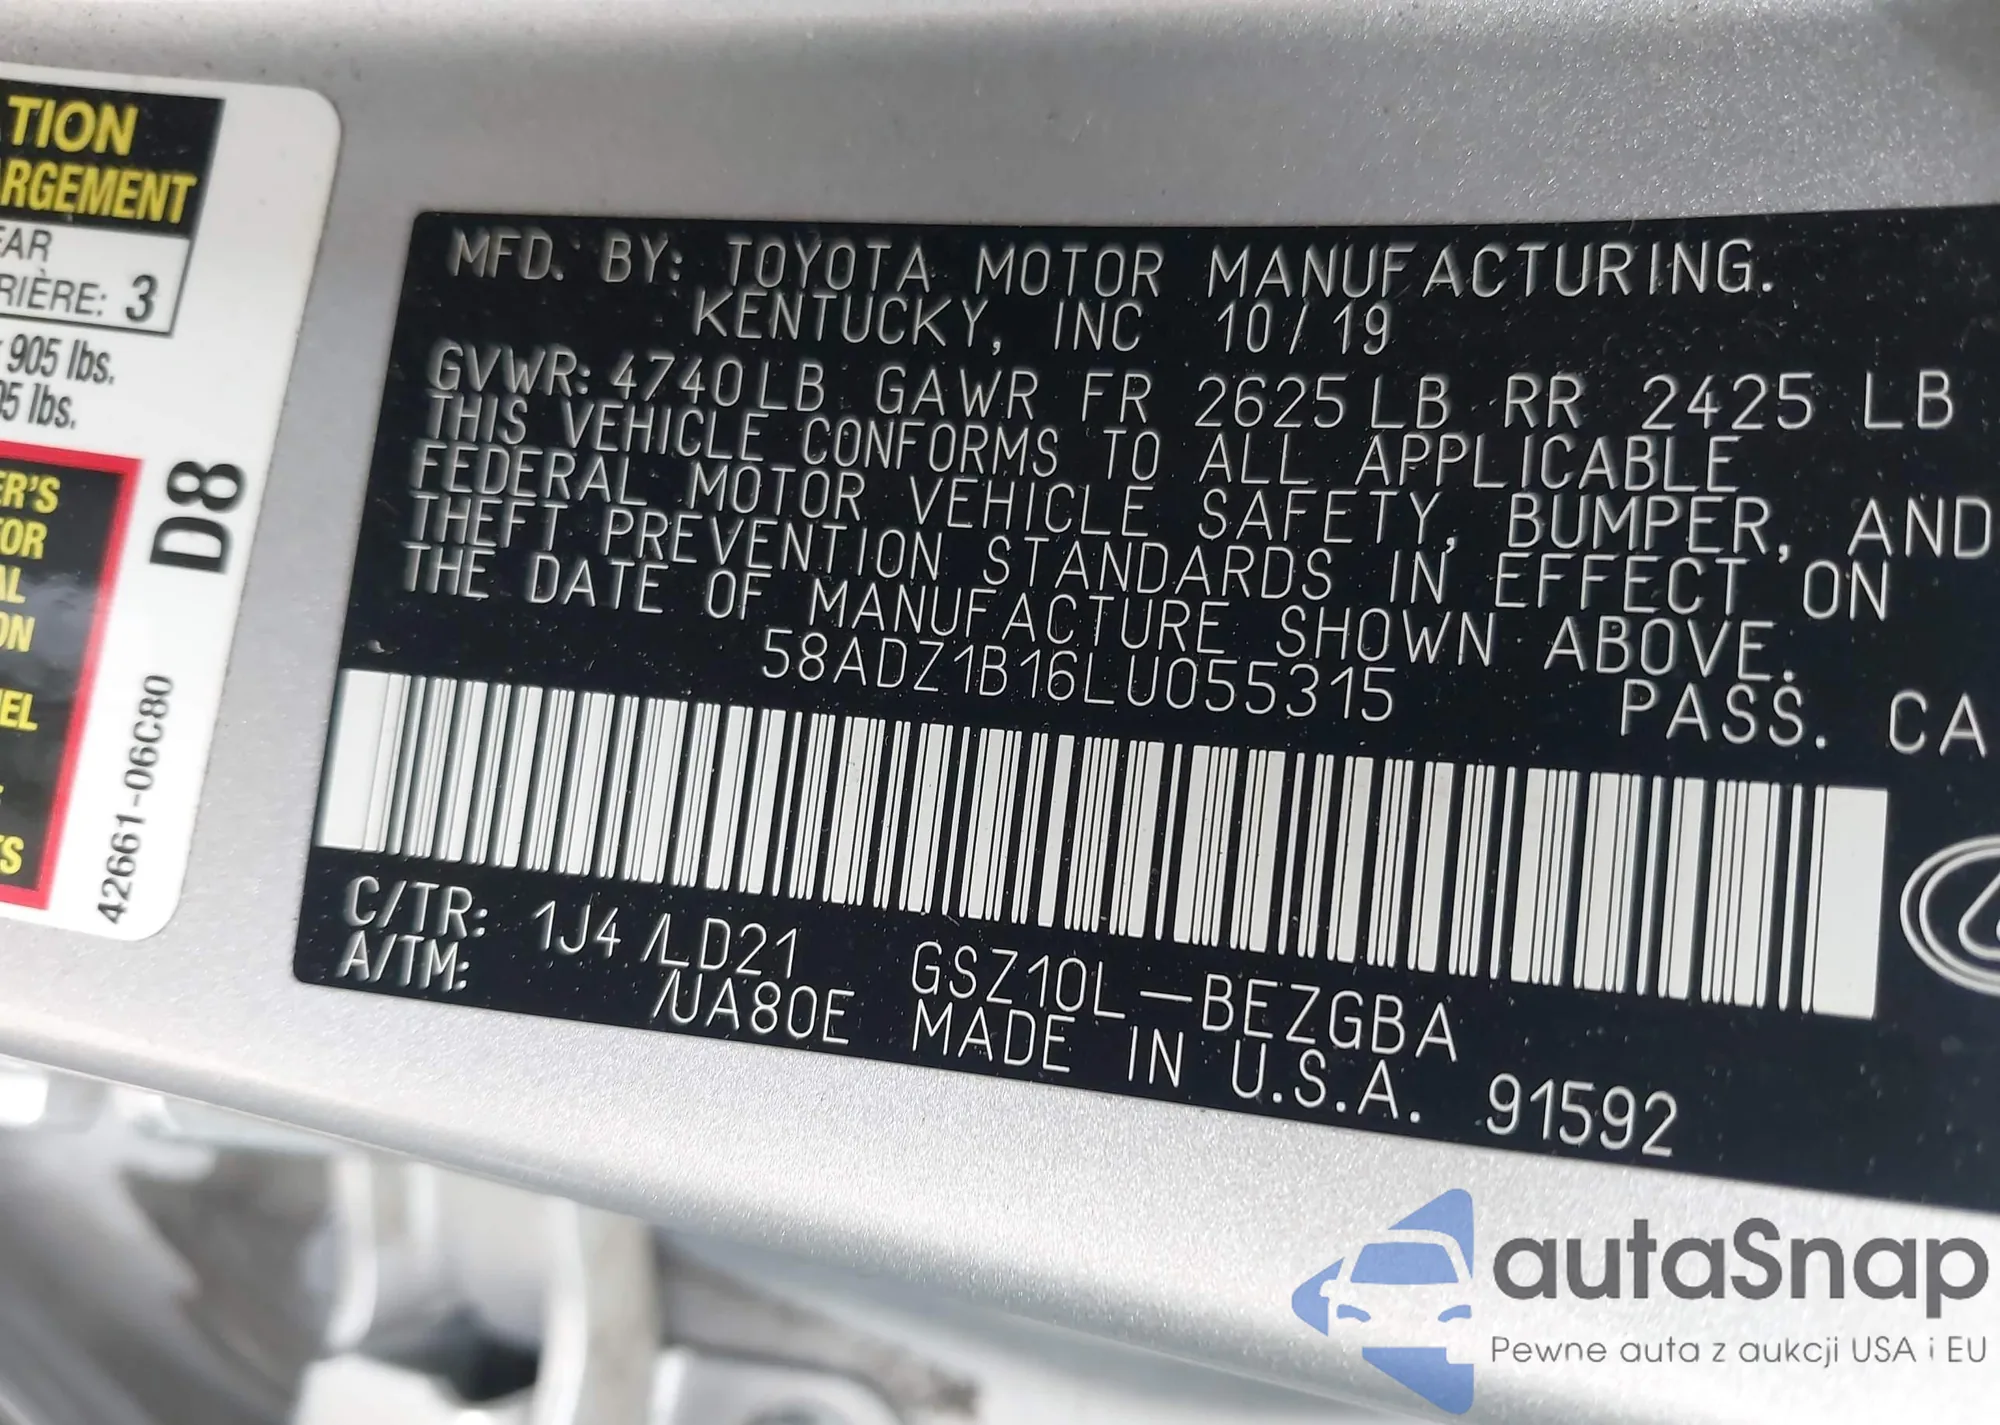 TION
RGEMENT
EAR
RIÈRE: 3
905 lbs.
05 lbs.
ER'S
TOR
AL
ON
EL
TS
D8
42661-06C80
MFD. BY: TOYOTA MOTOR MANUFACTURING.
KENTUCKY, INC 10/19
GVWR: 4740LB GAWR FR 2625LB RR 2425 LB
THIS VEHICLE CONFORMS TO ALL APPLICABLE
FEDERAL MOTOR VEHICLE SAFETY, BUMPER, AND
THEFT PREVENTION STANDARDS IN EFFECT ON
THE DATE OF MANUFACTURE SHOWN ABOVE.
58ADZ1B16LU055315 PASS. CA
C/TR: 1J4 /LD21 GSZ10L-BEZGBA
A/TM: /UA80E MADE IN U.S.A. 91592
autaSnap
Pewne auta z aukcji USA i EU